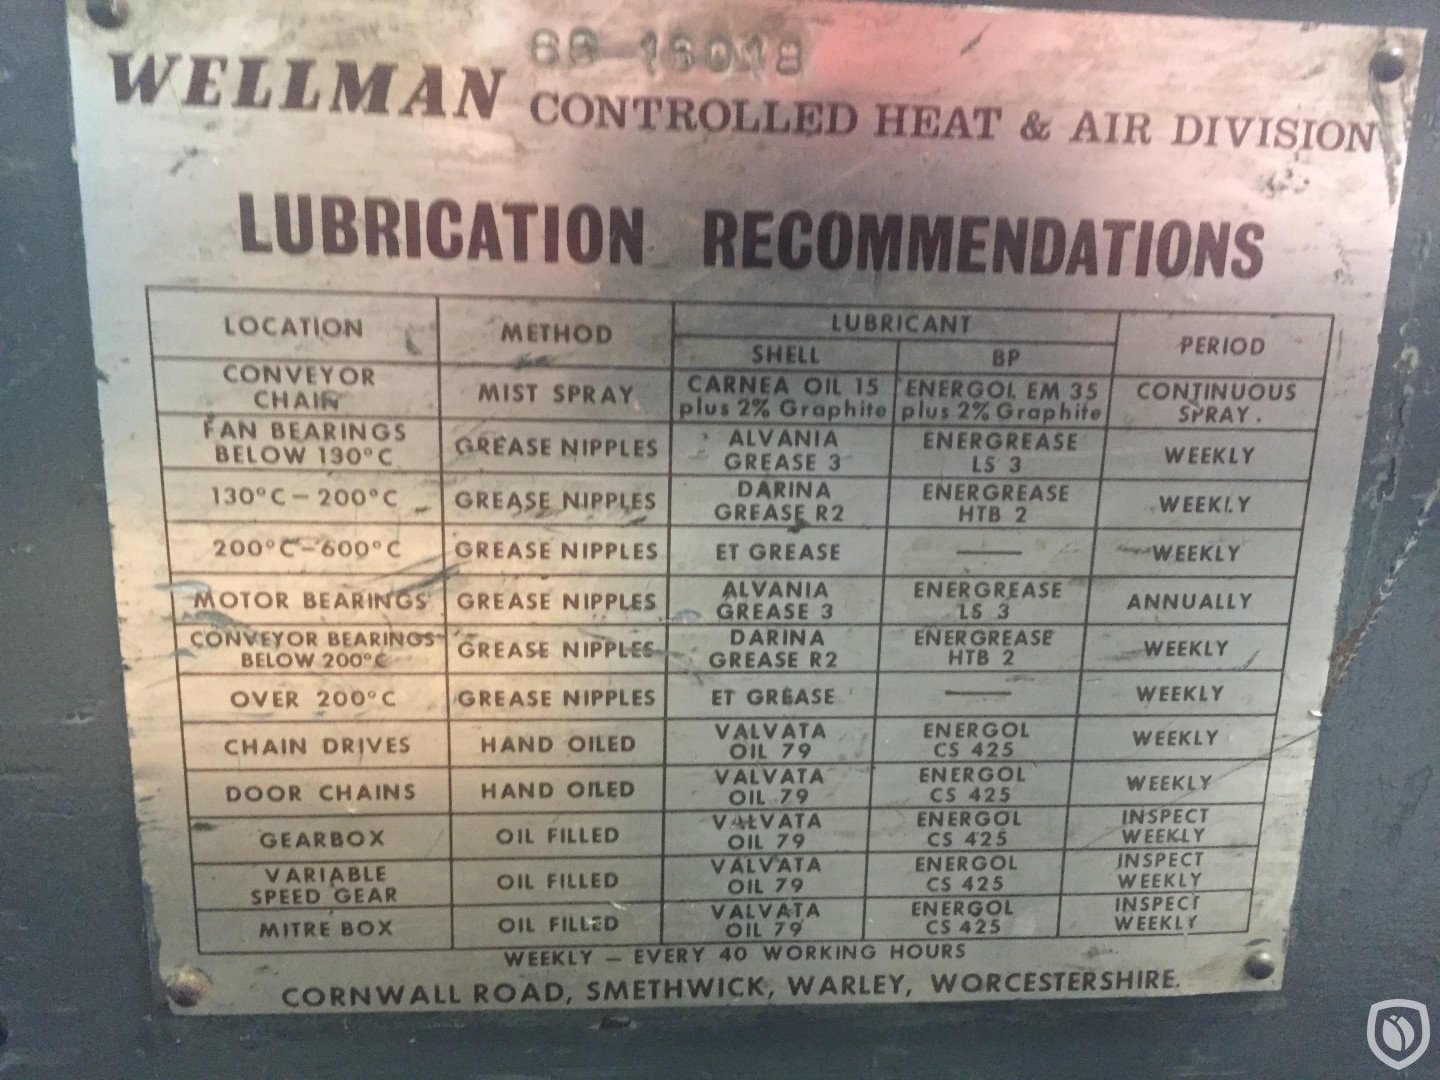 68-16018
WELLMAN CONTROLLED HEAT & AIR DIVISION
LUBRICATION RECOMMENDATIONS
LOCATION METHOD LUBRICANT PERIOD
SHELL BP
CONVEYOR CHAIN MIST SPRAY CARNEA OIL 15 plus 2% Graphite ENERGOL EM 35 plus 2% Graphite CONTINUOUS SPRAY.
FAN BEARINGS BELOW 130°C GREASE NIPPLES ALVANIA GREASE 3 ENERGREASE LS 3 WEEKLY
130°C - 200°C GREASE NIPPLES DARINA GREASE R2 ENERGREASE HTB 2 WEEKLY
200°C-600°C GREASE NIPPLES ET GREASE — WEEKLY
MOTOR BEARINGS GREASE NIPPLES ALVANIA GREASE 3 ENERGREASE LS 3 ANNUALLY
CONVEYOR BEARINGS BELOW 200°C GREASE NIPPLES DARINA GREASE R2 ENERGREASE HTB 2 WEEKLY
OVER 200°C GREASE NIPPLES ET GREASE — WEEKLY
CHAIN DRIVES HAND OILED VALVATA OIL 79 ENERGOL CS 425 WEEKLY
DOOR CHAINS HAND OILED VALVATA OIL 79 ENERGOL CS 425 WEEKLY
GEARBOX OIL FILLED VALVATA OIL 79 ENERGOL CS 425 INSPECT WEEKLY
VARIABLE SPEED GEAR OIL FILLED VALVATA OIL 79 ENERGOL CS 425 INSPECT WEEKLY
MITRE BOX OIL FILLED VALVATA OIL 79 ENERGOL CS 425 INSPECT WEEKLY
WEEKLY - EVERY 40 WORKING HOURS
CORNWALL ROAD, SMETHWICK, WARLEY, WORCESTERSHIRE.